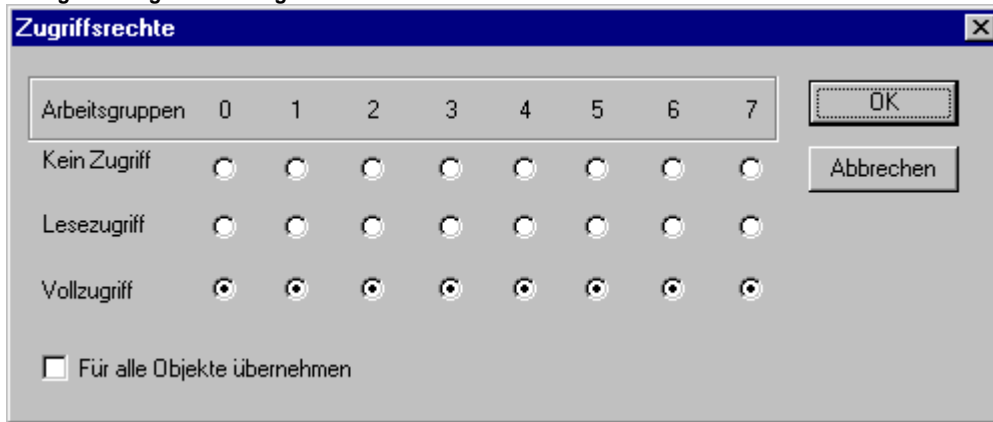 Zugriffsrechte
Arbeitsgruppen 0 1 2 3 4 5 6 7
OK
Kein Zugriff
Abbrechen
Lesezugriff
Vollzugriff
Für alle Objekte übernehmen